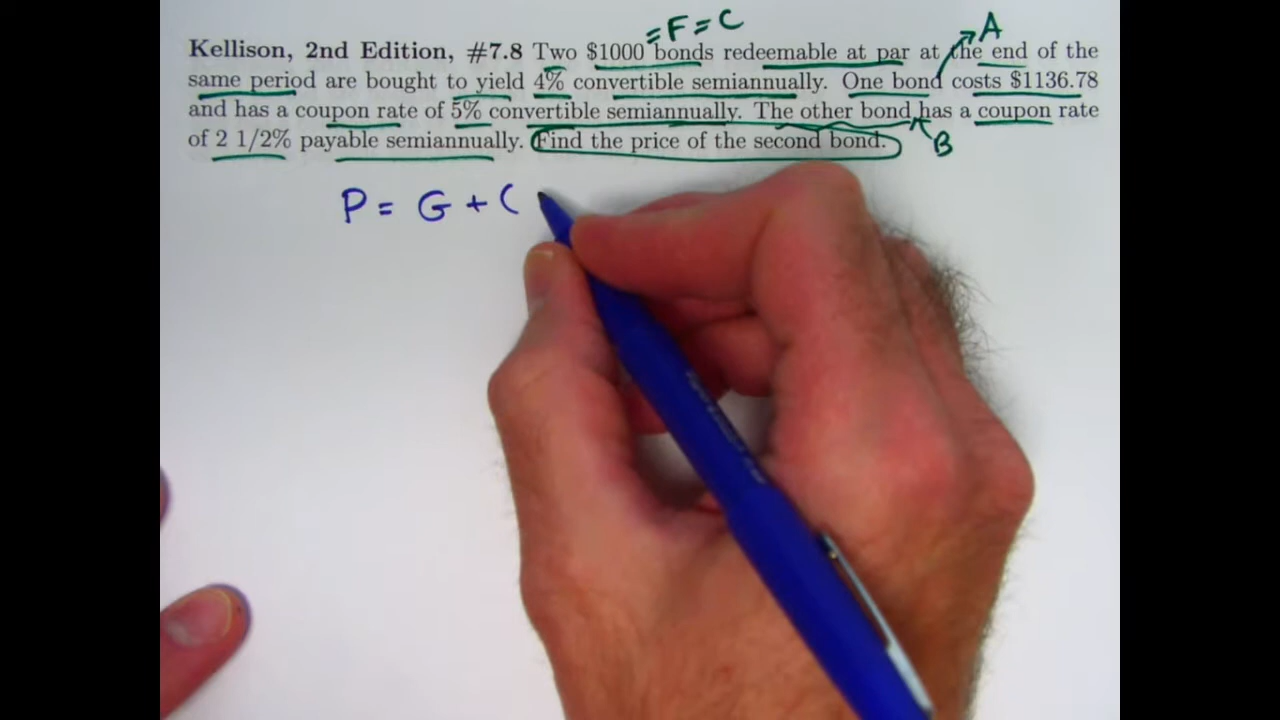 = F = C
A
Kellison, 2nd Edition, #7.8 Two $1000 bonds redeemable at par at the end of the
same period are bought to yield 4% convertible semiannually. One bond costs $1136.78
and has a coupon rate of 5% convertible semiannually. The other bond has a coupon rate
of 2 1/2% payable semiannually. Find the price of the second bond.
B
P = G + (